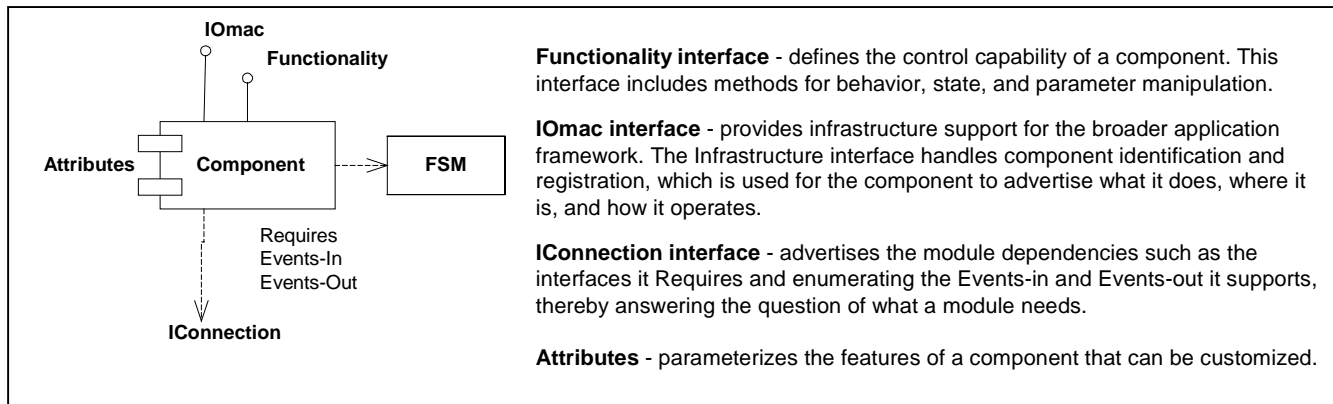 IOmac
Functionality
Attributes
Component
FSM
Requires
Events-In
Events-Out
IConnection
Functionality interface - defines the control capability of a component. This
interface includes methods for behavior, state, and parameter manipulation.
IOmac interface - provides infrastructure support for the broader application
framework. The Infrastructure interface handles component identification and
registration, which is used for the component to advertise what it does, where it
is, and how it operates.
IConnection interface - advertises the module dependencies such as the
interfaces it Requires and enumerating the Events-in and Events-out it supports,
thereby answering the question of what a module needs.
Attributes - parameterizes the features of a component that can be customized.